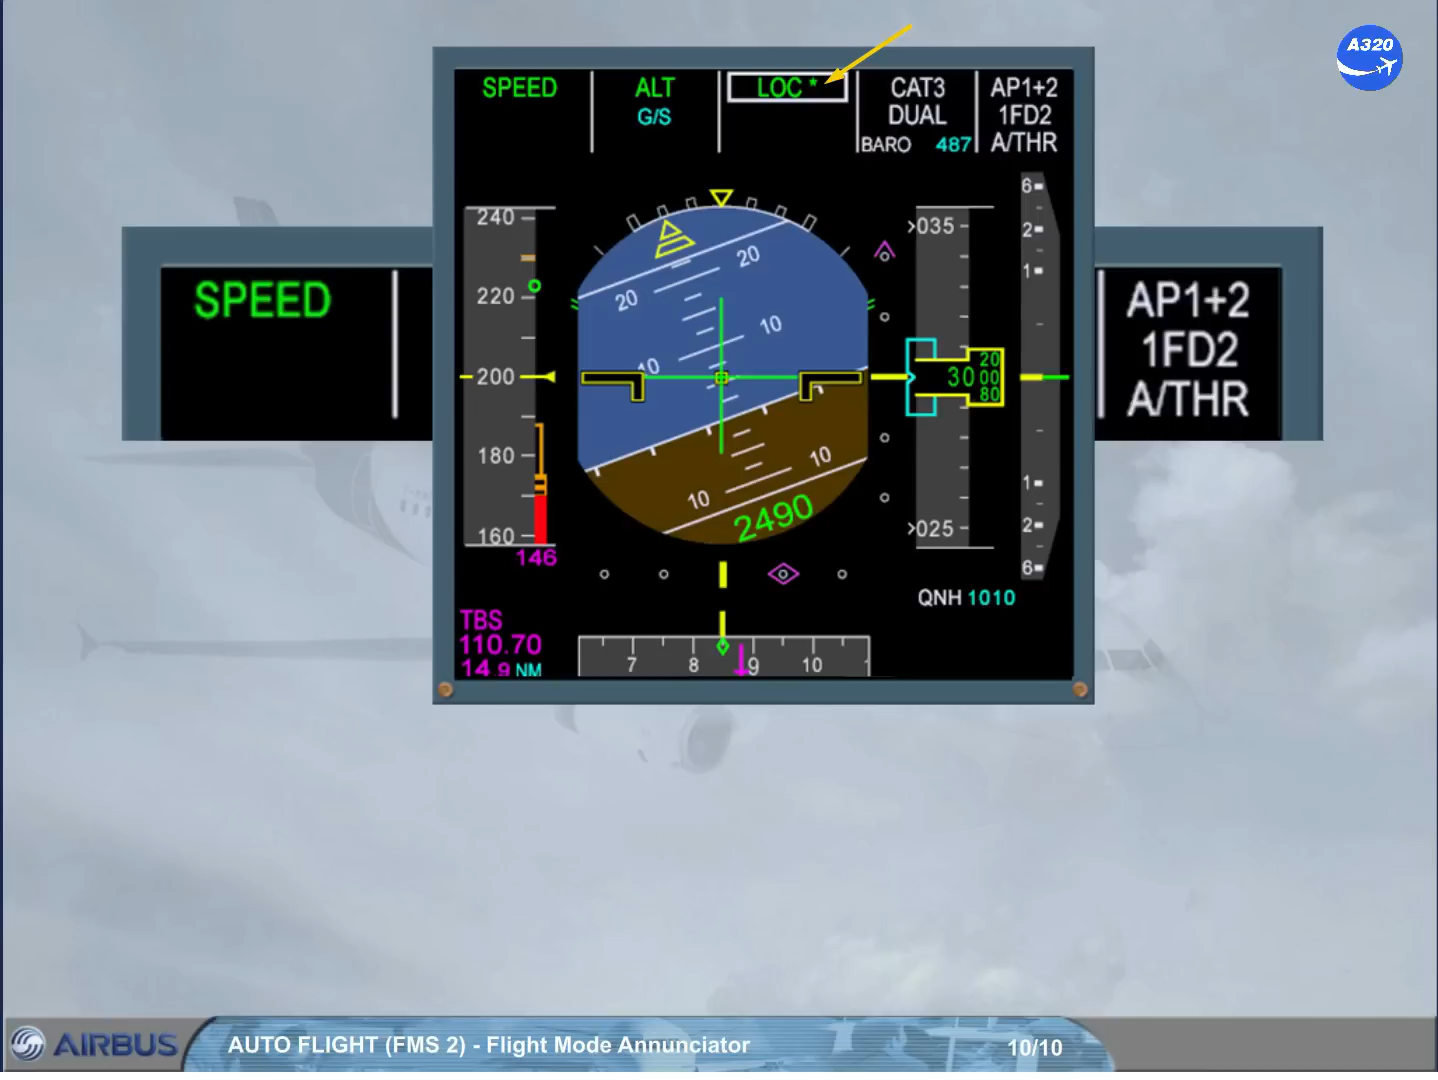 A320
SPEED ALT LOC * CAT3 AP1+2
G/S DUAL 1FD2
BARO 487 A/THR
SPEED
AP1+2
1FD2
A/THR
240
220
200
180
160
146
20
20
10
10
10
10
2490
035
20
30 00
80
025
6
2
1
1
2
6
QNH 1010
TBS
110.70
14.9 NM
7 8 9 10
AIRBUS
AUTO FLIGHT (FMS 2) - Flight Mode Annunciator
10/10